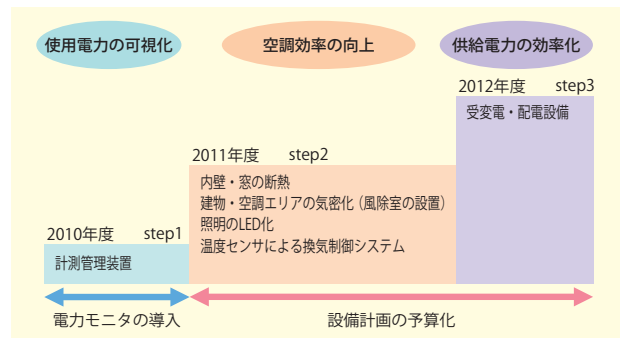 使用電力の可視化
空調効率の向上
供給電力の効率化
2012年度 step3
受変電・配電設備
2011年度 step2
内壁・窓の断熱
建物・空調エリアの気密化（風除室の設置）
照明のLED化
温度センサによる換気制御システム
2010年度 step1
計測管理装置
電力モニタの導入
設備計画の予算化